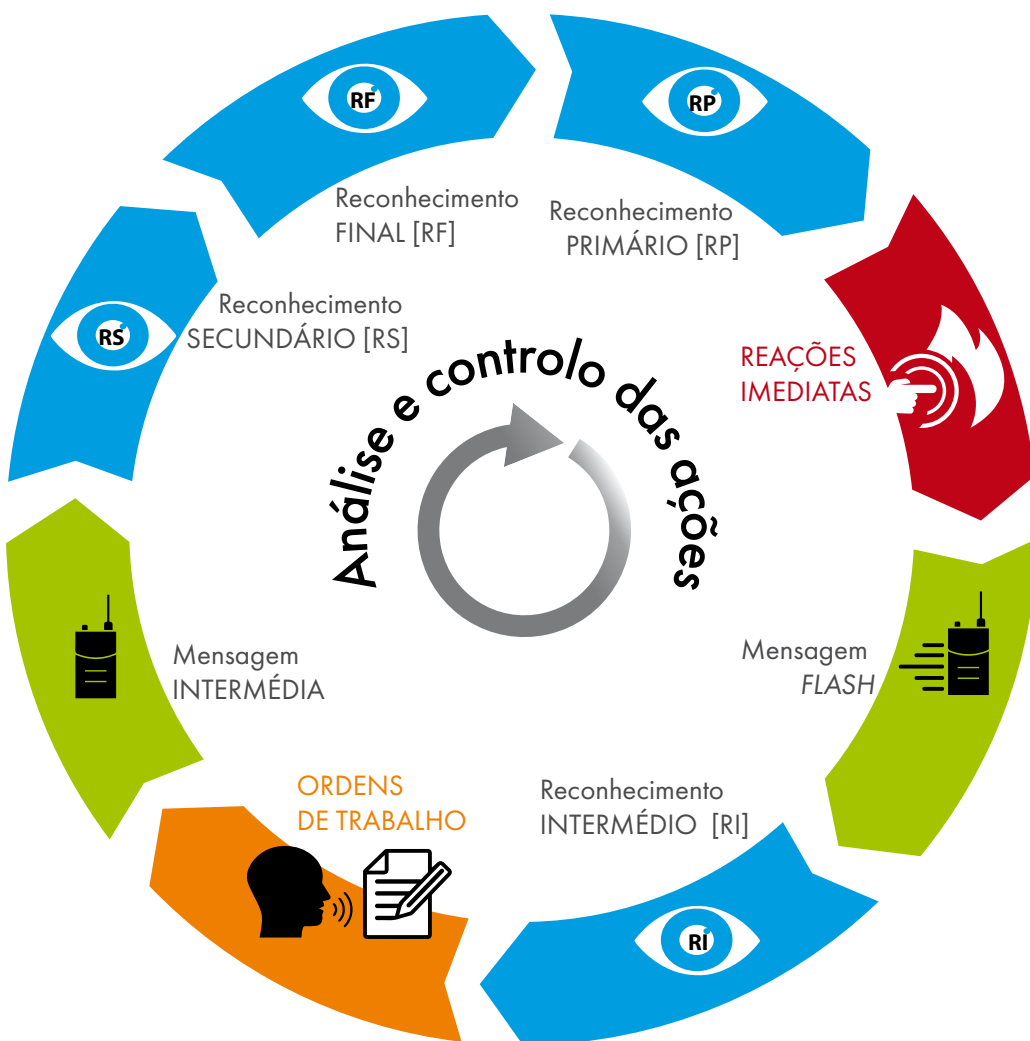 RF
Reconhecimento
FINAL [RF]
RP
Reconhecimento
PRIMÁRIO [RP]
RS
Reconhecimento
SECUNDÁRIO [RS]
REAÇÕES
IMEDIATAS
Análise e controlo das ações
Mensagem
FLASH
Mensagem
INTERMÉDIA
Reconhecimento
INTERMÉDIO [RI]
RI
ORDENS
DE TRABALHO